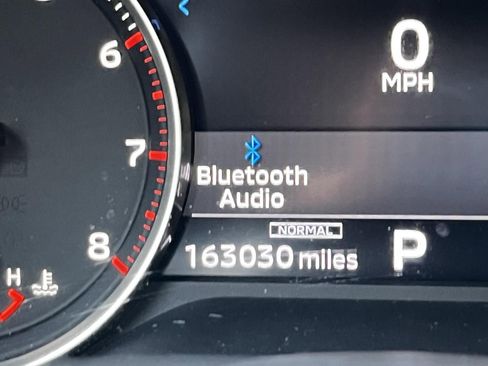 6
0
MPH
7
Bluetooth
Audio
NORMAL
8
163030 miles
P
H